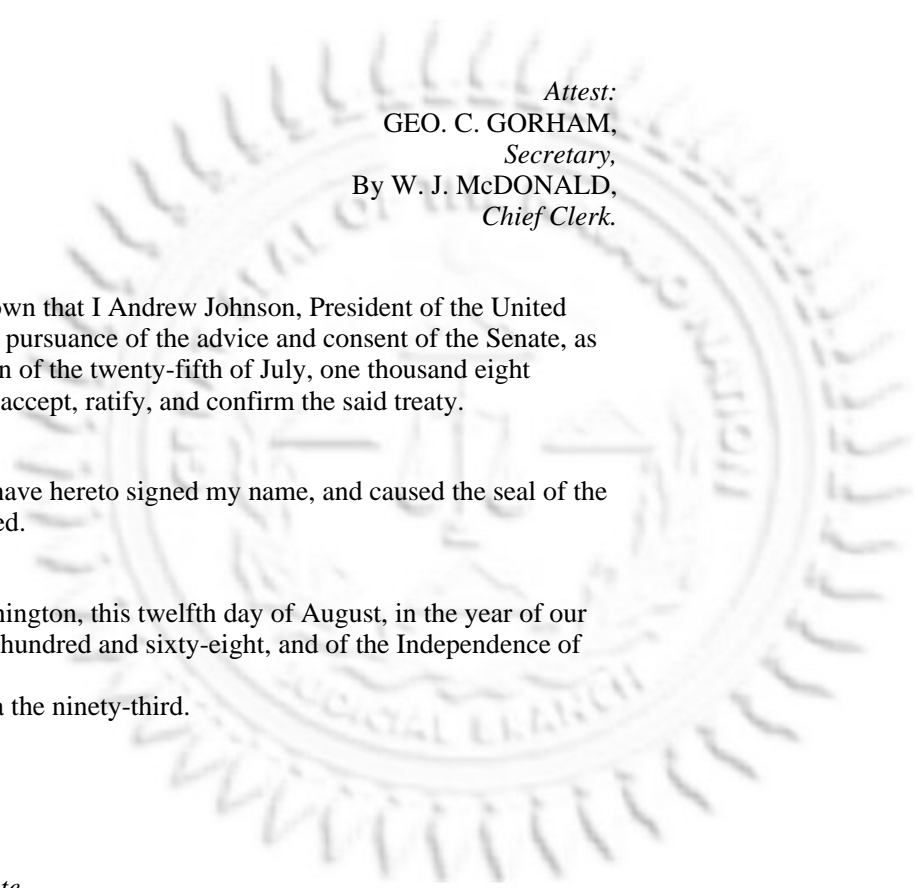 Attest:
GEO. C. GORHAM,
Secretary,
By W. J. McDONALD,
Chief Clerk.
own that I Andrew Johnson, President of the United
pursuance of the advice and consent of the Senate, as
n of the twenty-fifth of July, one thousand eight
accept, ratify, and confirm the said treaty.
have hereto signed my name, and caused the seal of the
ed.
hington, this twelfth day of August, in the year of our
hundred and sixty-eight, and of the Independence of
a the ninety-third.
JUDICIAL BRANCH